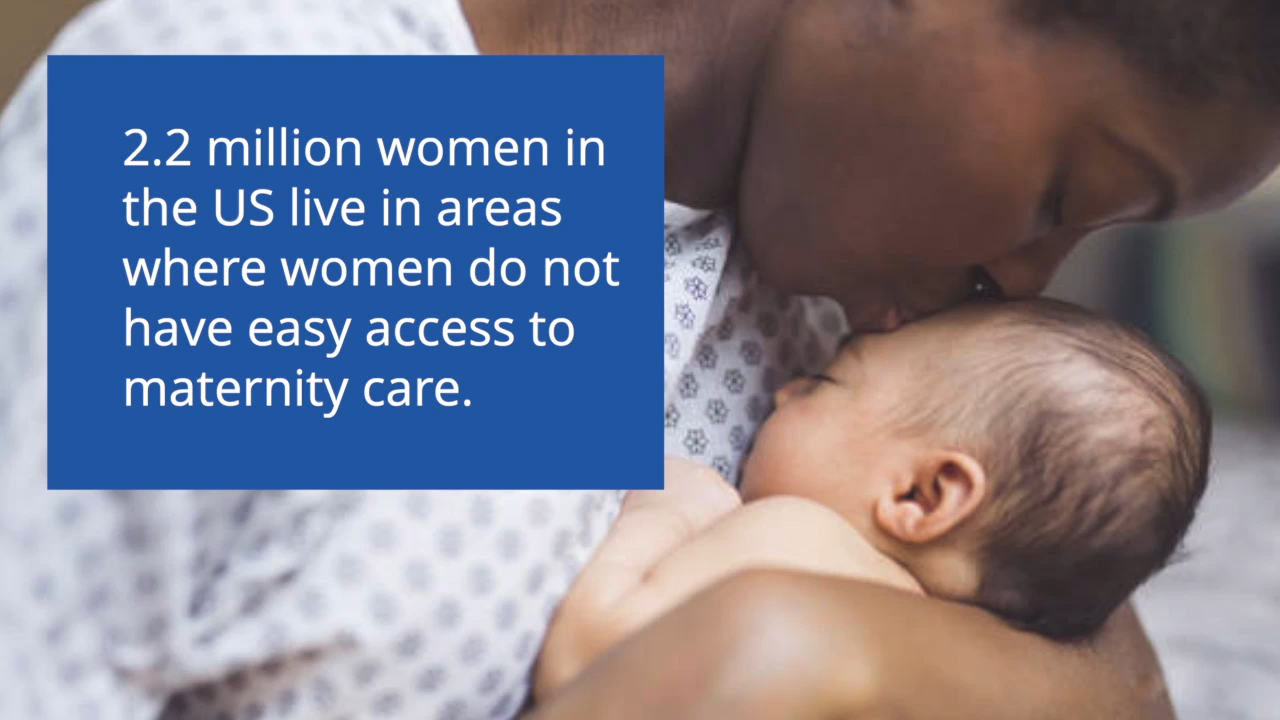 2.2 million women in
the US live in areas
where women do not
have easy access to
maternity care.